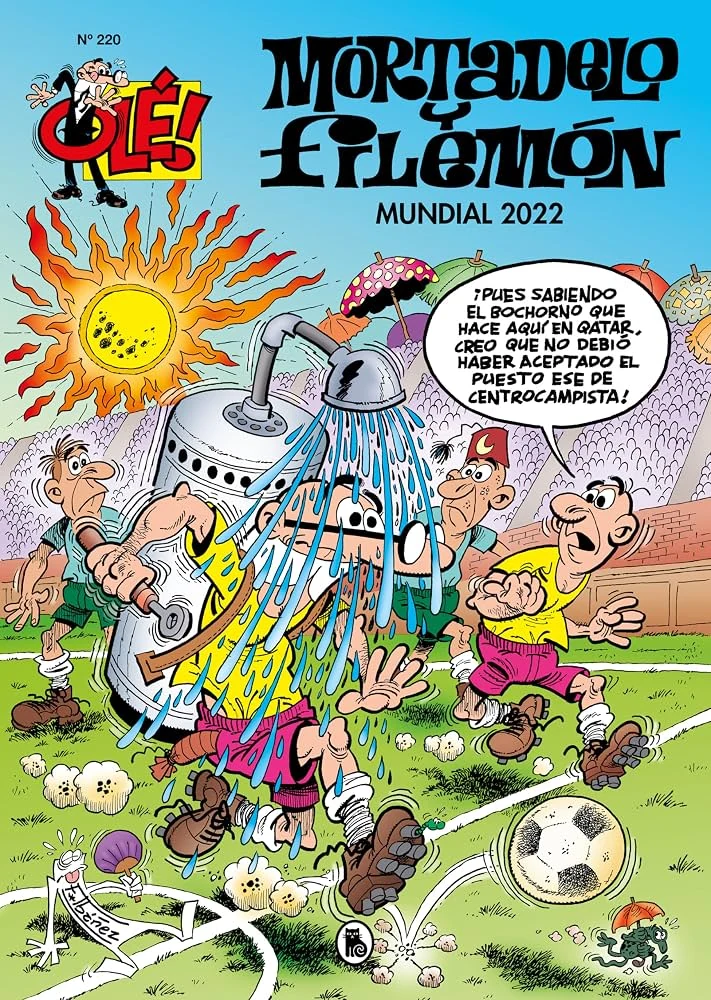 Nº 220
OLÉ!
MORTADELO
Y
FILEMÓN
MUNDIAL 2022
¡PUES SABIENDO
EL BOCHORNO QUE
HACE AQUÍ EN QATAR,
CREO QUE NO DEBIÓ
HABER ACEPTADO EL
PUESTO ESE DE
CENTROCAMPISTA!
F. Ibáñez